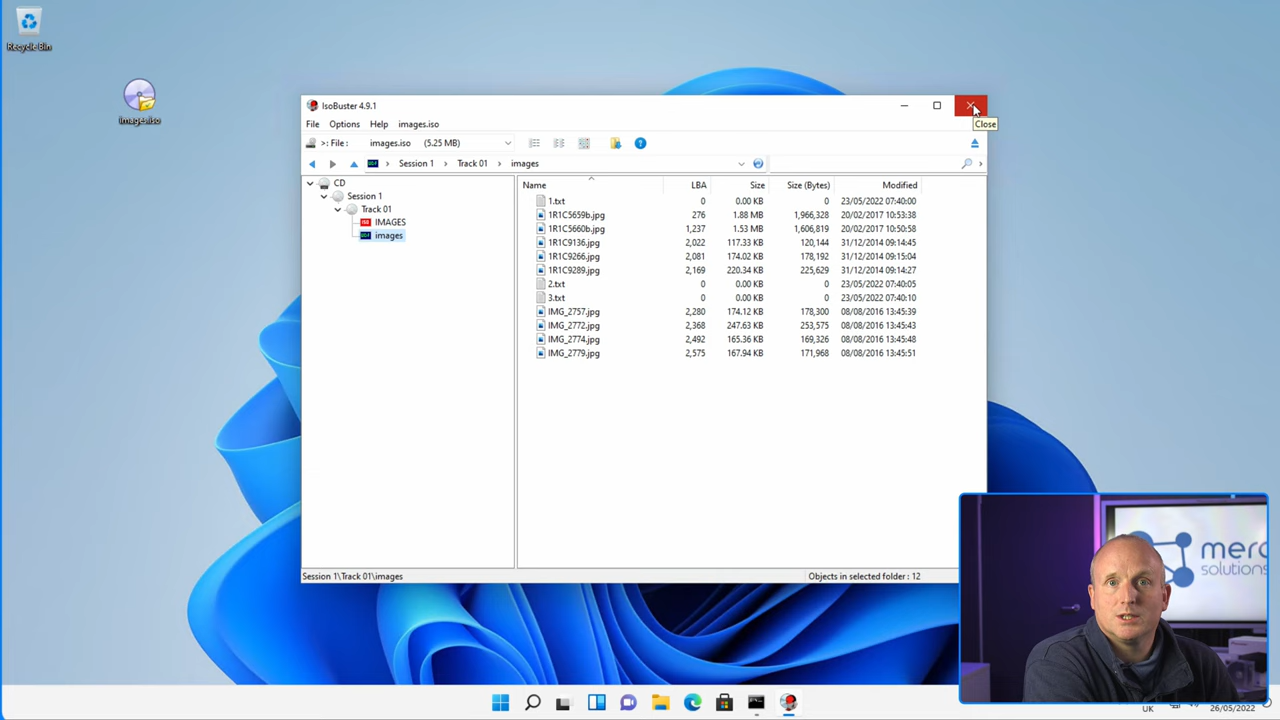 Recycle Bin
images.iso
IsoBuster 4.9.1
Close
File Options Help images.iso
>: File : images.iso (5.25 MB)
Session 1 Track 01 images
CD
Session 1
Track 01
IMAGES
images
Name LBA Size Size (Bytes) Modified
1.txt 0 0.00 KB 0 23/05/2022 07:40:00
1R1C5659b.jpg 276 1.88 MB 1,966,328 20/02/2017 10:53:38
1R1C5660b.jpg 1,237 1.53 MB 1,606,819 20/02/2017 10:50:58
1R1C9136.jpg 2,022 117.33 KB 120,144 31/12/2014 09:14:45
1R1C9266.jpg 2,081 174.02 KB 178,192 31/12/2014 09:15:04
1R1C9289.jpg 2,169 220.34 KB 225,629 31/12/2014 09:14:27
2.txt 0 0.00 KB 0 23/05/2022 07:40:05
3.txt 0 0.00 KB 0 23/05/2022 07:40:10
IMG_2757.jpg 2,280 174.12 KB 178,300 08/08/2016 13:45:39
IMG_2772.jpg 2,368 247.63 KB 253,575 08/08/2016 13:45:43
IMG_2774.jpg 2,492 165.36 KB 169,326 08/08/2016 13:45:48
IMG_2779.jpg 2,575 167.94 KB 171,968 08/08/2016 13:45:51
Session 1\Track 01\images Objects in selected folder : 12
solutions
UK
26/05/2022